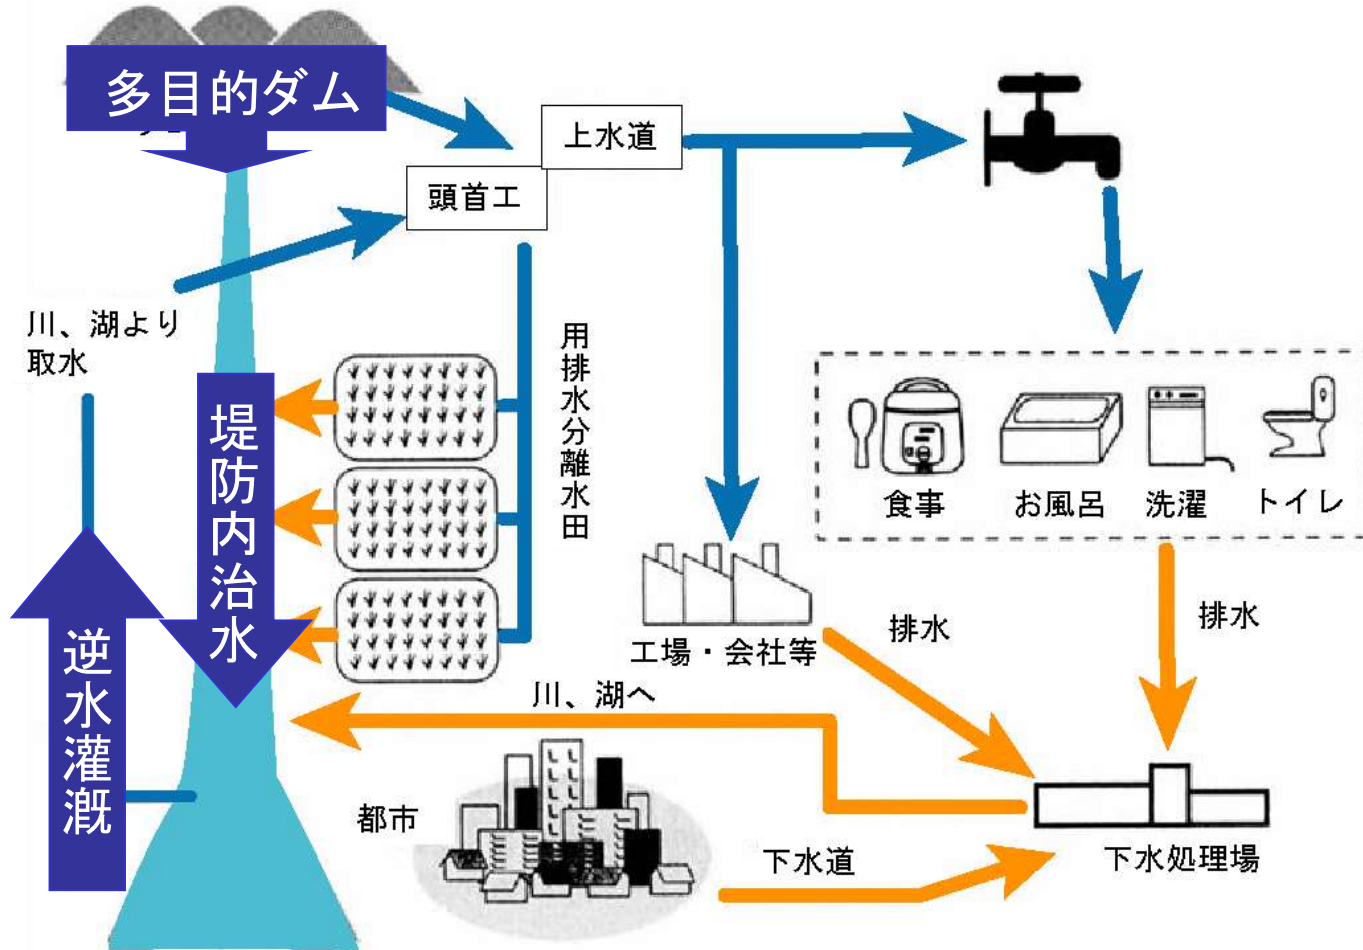 多目的ダム
上水道
頭首工
川、湖より
取水
用排水分離水田
堤防内治水
逆水灌漑
食事
お風呂
洗濯
トイレ
工場・会社等
排水
排水
川、湖へ
都市
下水道
下水処理場